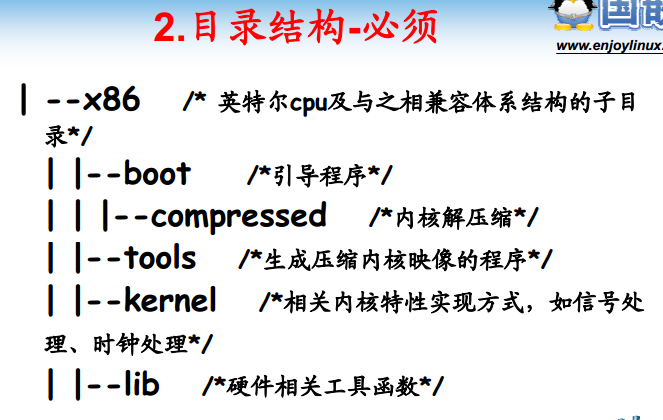 2.目录结构-必须
www.enjoylinux.
| --x86 /* 英特尔cpu及与之相兼容体系结构的子目
录*/
| |--boot /*引导程序*/
| | |--compressed /*内核解压缩*/
| |--tools /*生成压缩内核映像的程序*/
| |--kernel /*相关内核特性实现方式，如信号处
理、时钟处理*/
| |--lib /*硬件相关工具函数*/